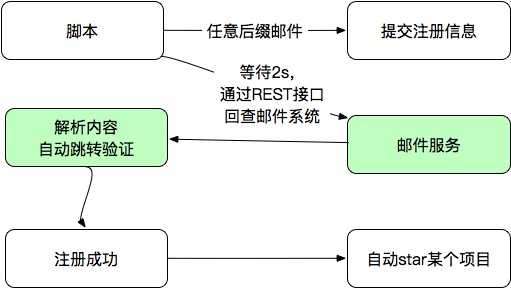 脚本
任意后缀邮件
提交注册信息
等待2s，
通过REST接口
回查邮件系统
解析内容
自动跳转验证
邮件服务
注册成功
自动star某个项目